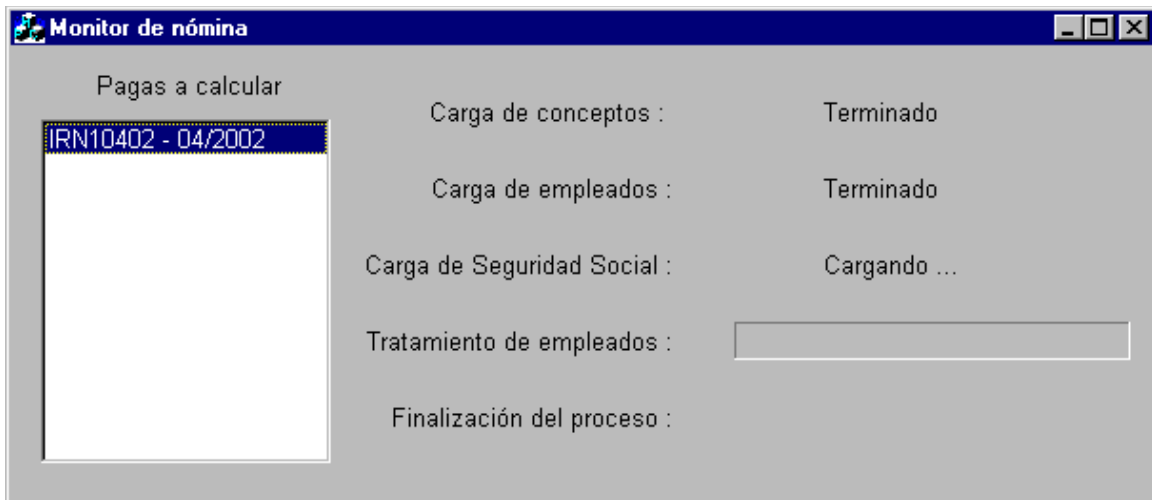 Monitor de nómina
Pagas a calcular
IRN10402 - 04/2002
Carga de conceptos : Terminado
Carga de empleados : Terminado
Carga de Seguridad Social : Cargando ...
Tratamiento de empleados :
Finalización del proceso :